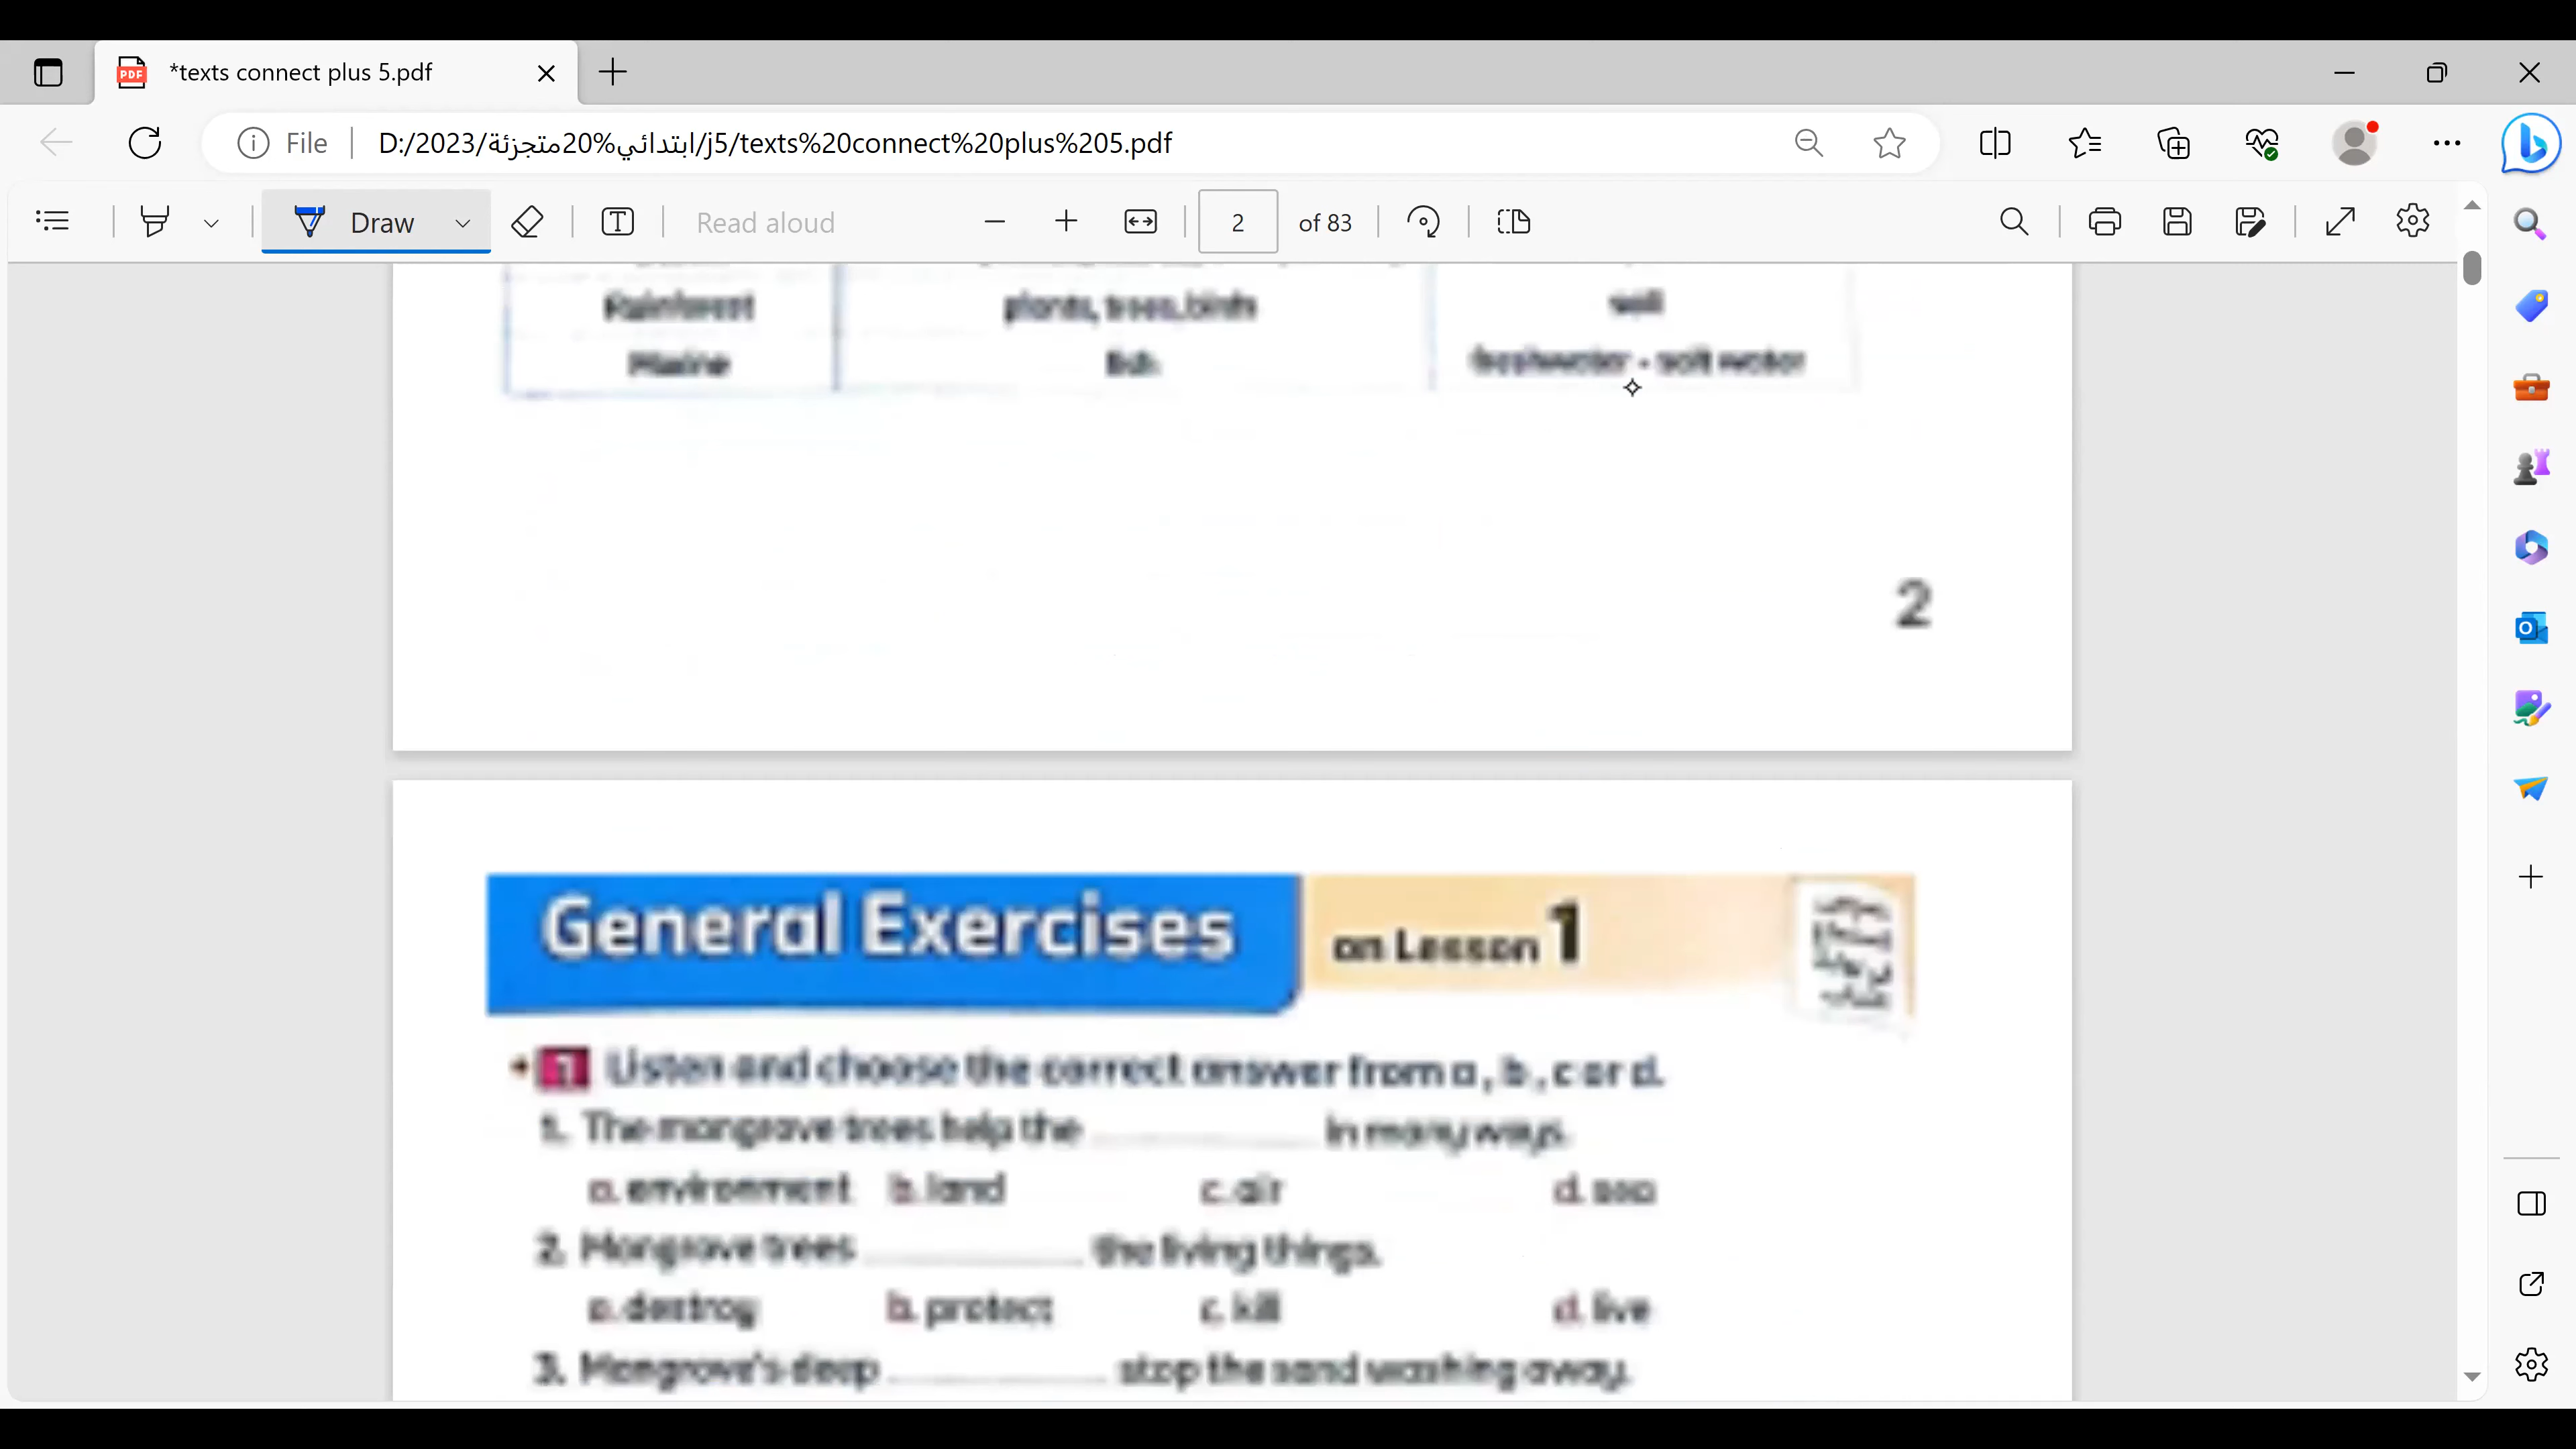 *texts connect plus 5.pdf
File D:/2023/ابتدائي%20متجزئة/j5/texts%20connect%20plus%205.pdf
Draw Read aloud 2 of 83
Rainforest plants, trees, birds soil
Marine fish freshwater - salt water
2
General Exercises on Lesson 1
1 Listen and choose the correct answer from a, b, c or d.
1. The mangrove trees help the ............ in many ways.
a. environment b. land c. air d. sea
2. Mangrove trees ............ the living things.
a. destroy b. protect c. kill d. live
3. Mangrove's deep ............ stop the sand washing away.